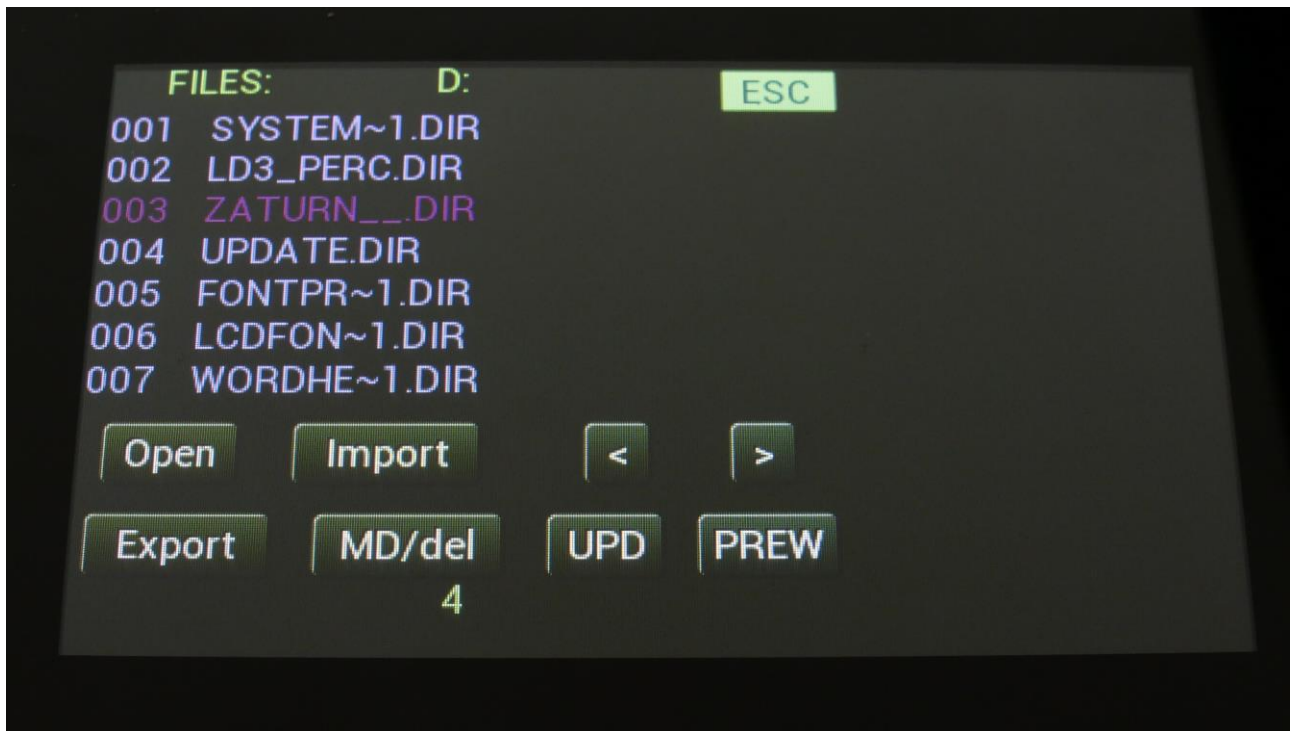 FILES: D: ESC
001 SYSTEM~1.DIR
002 LD3_PERC.DIR
003 ZATURN__.DIR
004 UPDATE.DIR
005 FONTPR~1.DIR
006 LCDFON~1.DIR
007 WORDHE~1.DIR
Open Import < >
Export MD/del UPD PREW
4